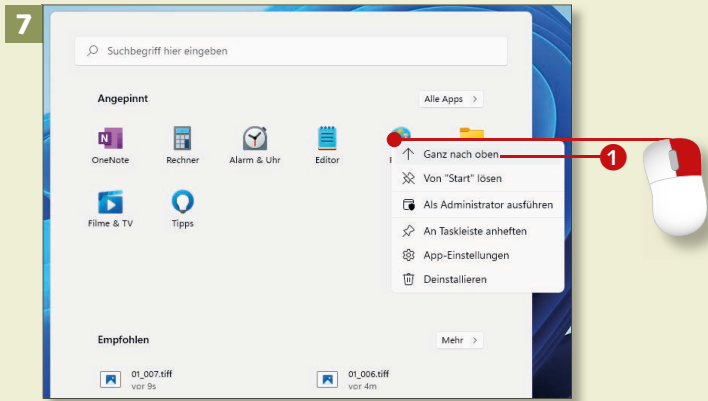 7
Suchbegriff hier eingeben
Angepinnt
Alle Apps >
OneNote
Rechner
Alarm & Uhr
Editor
Ganz nach oben
1
Von "Start" lösen
Als Administrator ausführen
An Taskleiste anheften
App-Einstellungen
Deinstallieren
Filme & TV
Tipps
Empfohlen
Mehr >
01_007.tiff
vor 9s
01_006.tiff
vor 4m